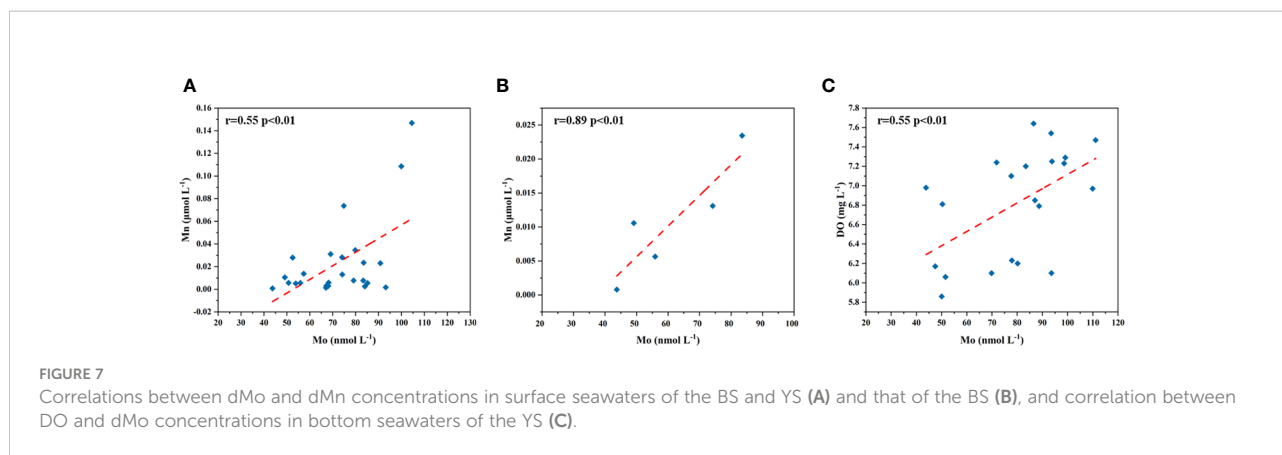 A
r=0.55 p<0.01
Mn (μmol L⁻¹)
0.16
0.14
0.12
0.10
0.08
0.06
0.04
0.02
0.00
-0.02
20 30 40 50 60 70 80 90 100 110 120 130
Mo (nmol L⁻¹)
B
r=0.89 p<0.01
Mn (μmol L⁻¹)
0.025
0.020
0.015
0.010
0.005
0.000
20 30 40 50 60 70 80 90 100
Mo (nmol L⁻¹)
C
r=0.55 p<0.01
DO (mg L⁻¹)
7.8
7.6
7.4
7.2
7.0
6.8
6.6
6.4
6.2
6.0
5.8
20 30 40 50 60 70 80 90 100 110 120
Mo (nmol L⁻¹)
FIGURE 7
Correlations between dMo and dMn concentrations in surface seawaters of the BS and YS (A) and that of the BS (B), and correlation between
DO and dMo concentrations in bottom seawaters of the YS (C).